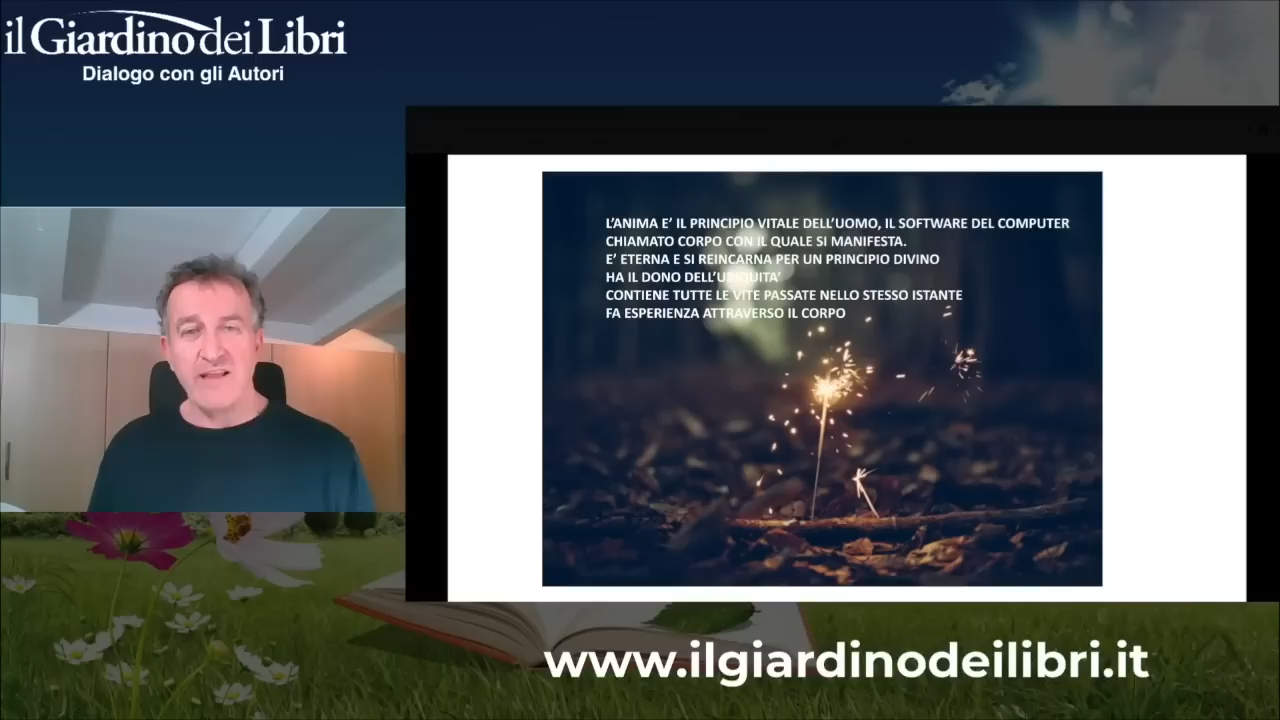 il Giardino dei Libri
Dialogo con gli Autori
L'ANIMA E' IL PRINCIPIO VITALE DELL'UOMO, IL SOFTWARE DEL COMPUTER
CHIAMATO CORPO CON IL QUALE SI MANIFESTA.
E' ETERNA E SI REINCARNA PER UN PRINCIPIO DIVINO
HA IL DONO DELL'UBIQUITA'
CONTIENE TUTTE LE VITE PASSATE NELLO STESSO ISTANTE
FA ESPERIENZA ATTRAVERSO IL CORPO
www.ilgiardinodeilibri.it